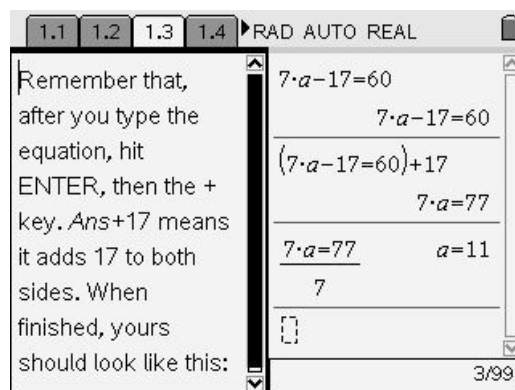 1.1 1.2 1.3 1.4 RAD AUTO REAL
Remember that,
after you type the
equation, hit
ENTER, then the +
key. Ans+17 means
it adds 17 to both
sides. When
finished, yours
should look like this:
7·a−17=60
7·a−17=60
(7·a−17=60)+17
7·a=77
7·a=77
7
a=11
3/99